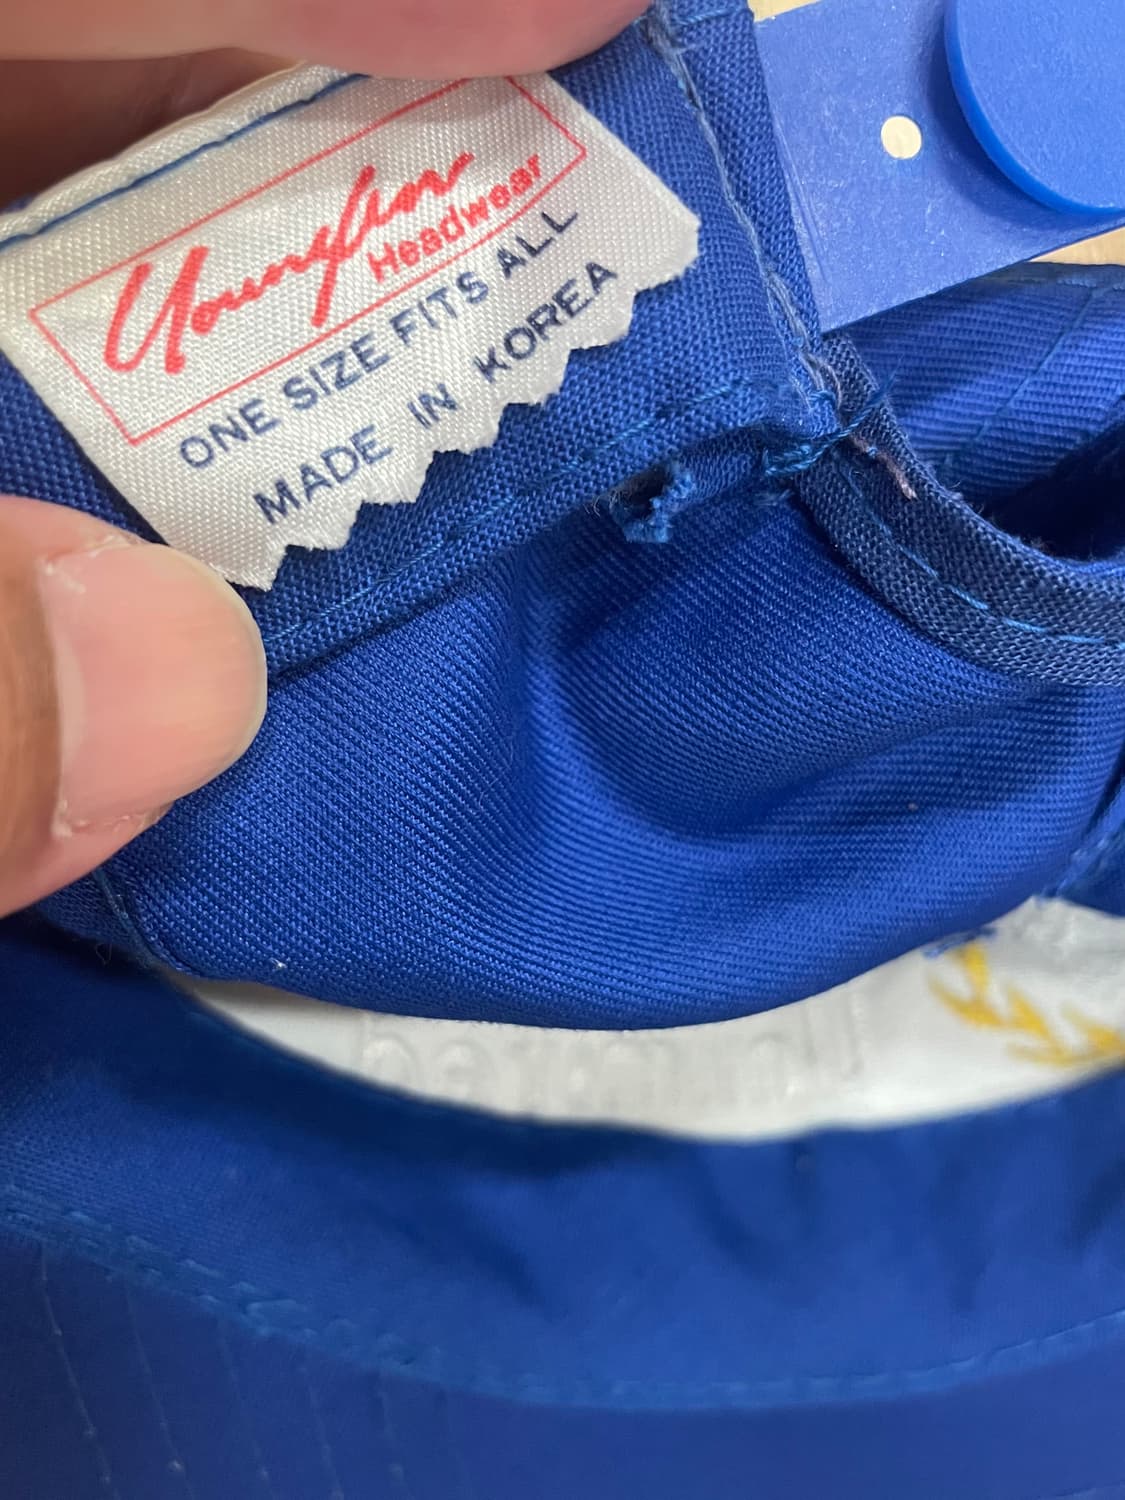 YoungAn
Headwear
ONE SIZE FITS ALL
MADE IN KOREA